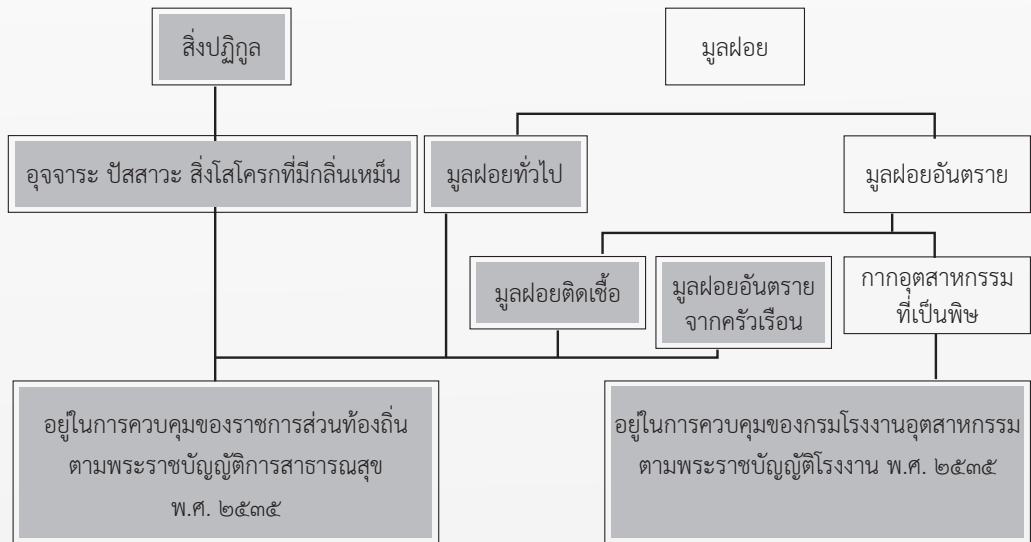 สิ่งปฏิกูล
มูลฝอย
อุจจาระ ปัสสาวะ สิ่งโสโครกที่มีกลิ่นเหม็น
มูลฝอยทั่วไป
มูลฝอยอันตราย
มูลฝอยติดเชื้อ
มูลฝอยอันตราย
จากครัวเรือน
กากอุตสาหกรรม
ที่เป็นพิษ
อยู่ในการควบคุมของราชการส่วนท้องถิ่น
ตามพระราชบัญญัติการสาธารณสุข
พ.ศ. ๒๕๓๕
อยู่ในการควบคุมของกรมโรงงานอุตสาหกรรม
ตามพระราชบัญญัติโรงงาน พ.ศ. ๒๕๓๕